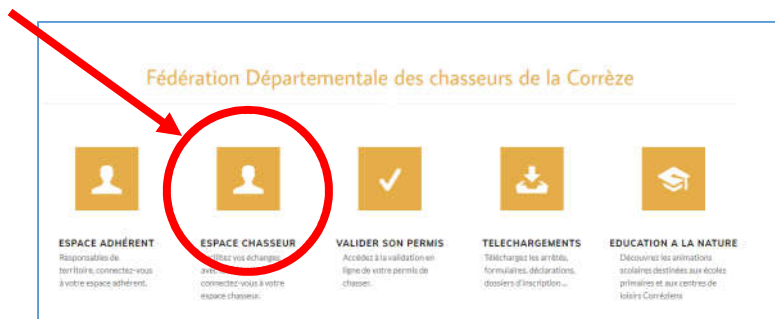 Fédération Départementale des chasseurs de la Corrèze
ESPACE ADHÉRENT
Responsables de
territoire, connectez-vous
à votre espace adhérent.
ESPACE CHASSEUR
vos échanges
avec
connectez-vous à votre
espace chasseur.
VALIDER SON PERMIS
Accédez à la validation en
ligne de votre permis de
chasser.
TELECHARGEMENTS
Téléchargez les arrêtés,
formulaires, déclarations,
dossiers d'inscription ...
EDUCATION A LA NATURE
Découvrez les animations
scolaires destinées aux écoles
primaires et aux centres de
loisirs Corréziens